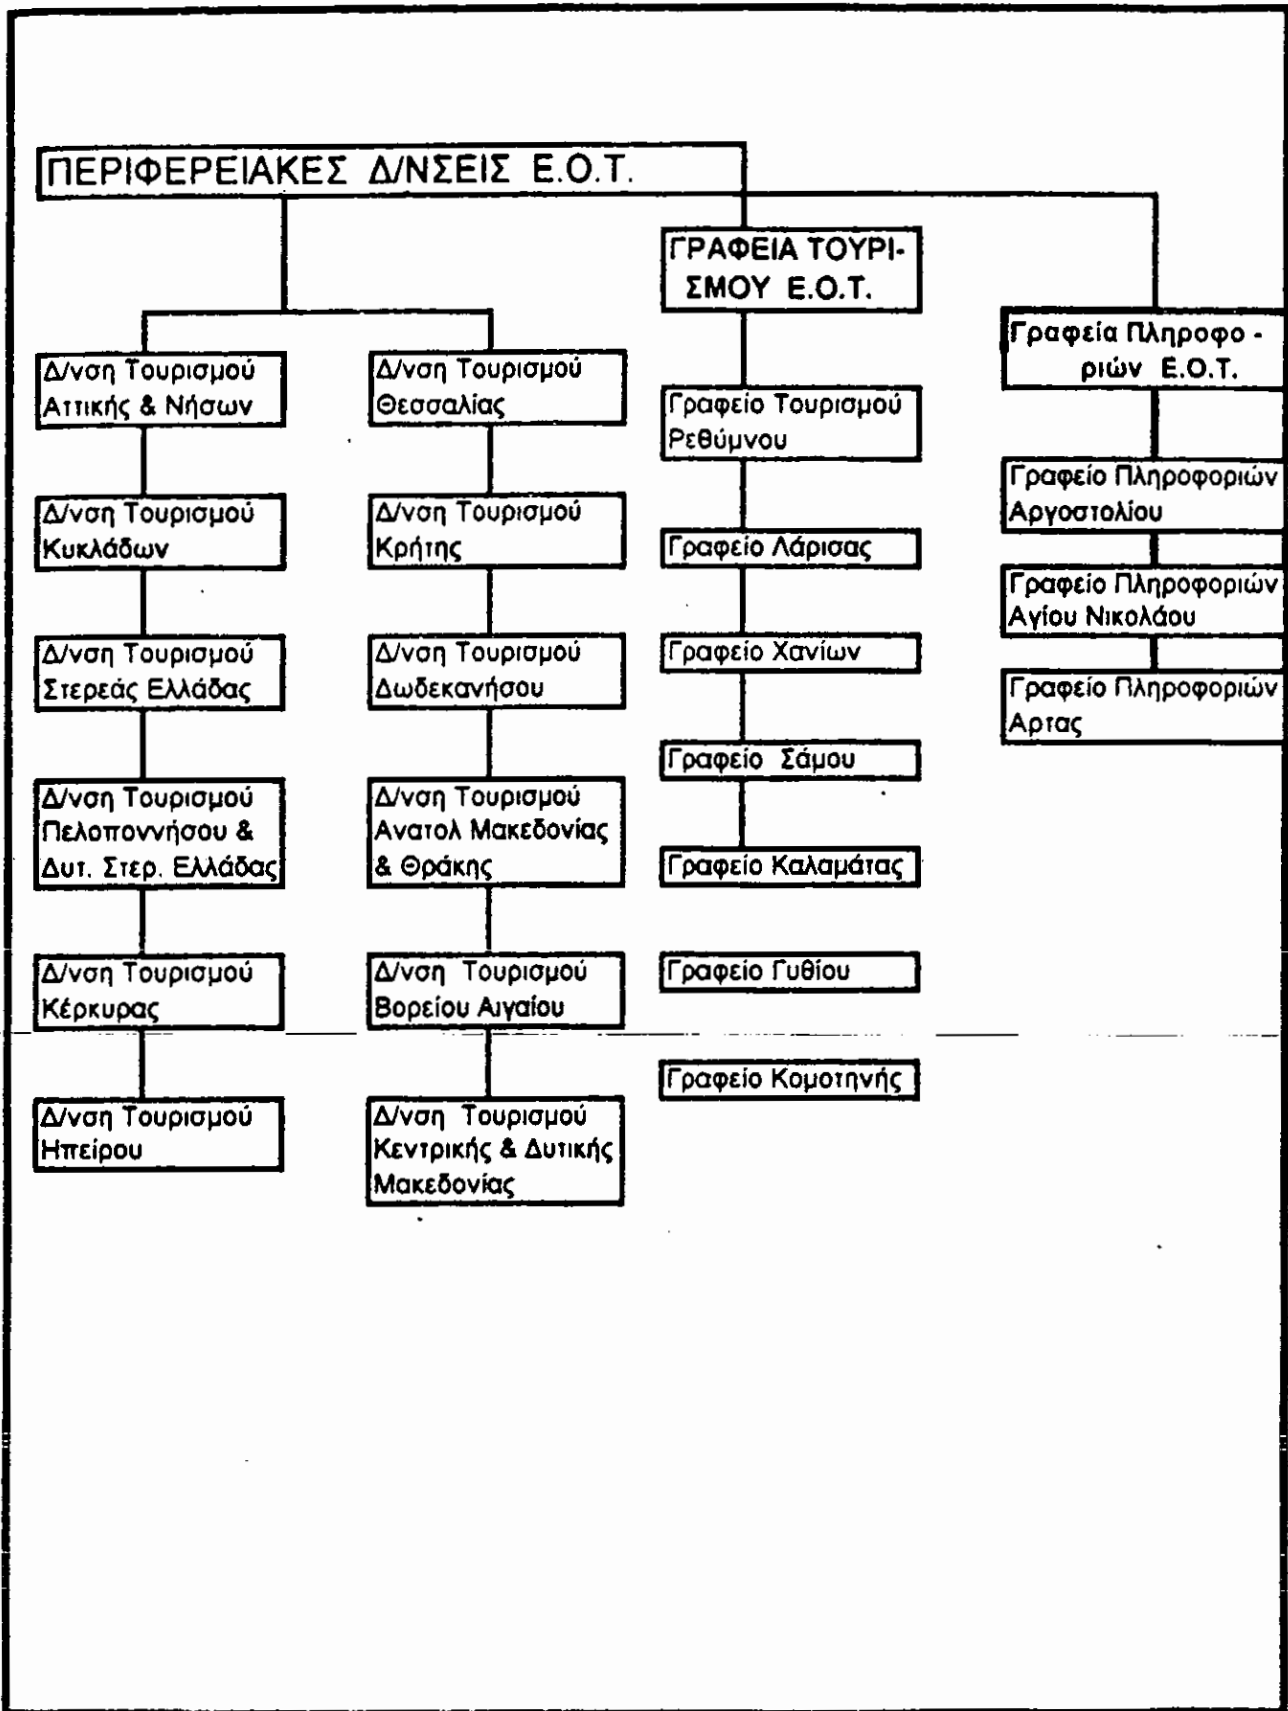 ΠΕΡΙΦΕΡΕΙΑΚΕΣ Δ/ΝΣΕΙΣ Ε.Ο.Τ.
Δ/νση Τουρισμού
Αττικής & Νήσων
Δ/νση Τουρισμού
Κυκλάδων
Δ/νση Τουρισμού
Στερεάς Ελλάδας
Δ/νση Τουρισμού
Πελοποννήσου &
Δυτ. Στερ. Ελλάδας
Δ/νση Τουρισμού
Κέρκυρας
Δ/νση Τουρισμού
Ηπείρου
Δ/νση Τουρισμού
Θεσσαλίας
Δ/νση Τουρισμού
Κρήτης
Δ/νση Τουρισμού
Δωδεκανήσου
Δ/νση Τουρισμού
Ανατολ Μακεδονίας
& Θράκης
Δ/νση Τουρισμού
Βορείου Αιγαίου
Δ/νση Τουρισμού
Κεντρικής & Δυτικής
Μακεδονίας
ΓΡΑΦΕΙΑ ΤΟΥΡΙ-
ΣΜΟΥ Ε.Ο.Τ.
Γραφείο Τουρισμού
Ρεθύμνου
Γραφείο Λάρισας
Γραφείο Χανίων
Γραφείο Σάμου
Γραφείο Καλαμάτας
Γραφείο Γυθίου
Γραφείο Κομοτηνής
Γραφεία Πληροφο -
ριών Ε.Ο.Τ.
Γραφείο Πληροφοριών
Αργοστολίου
Γραφείο Πληροφοριών
Αγίου Νικολάου
Γραφείο Πληροφοριών
Αρτας